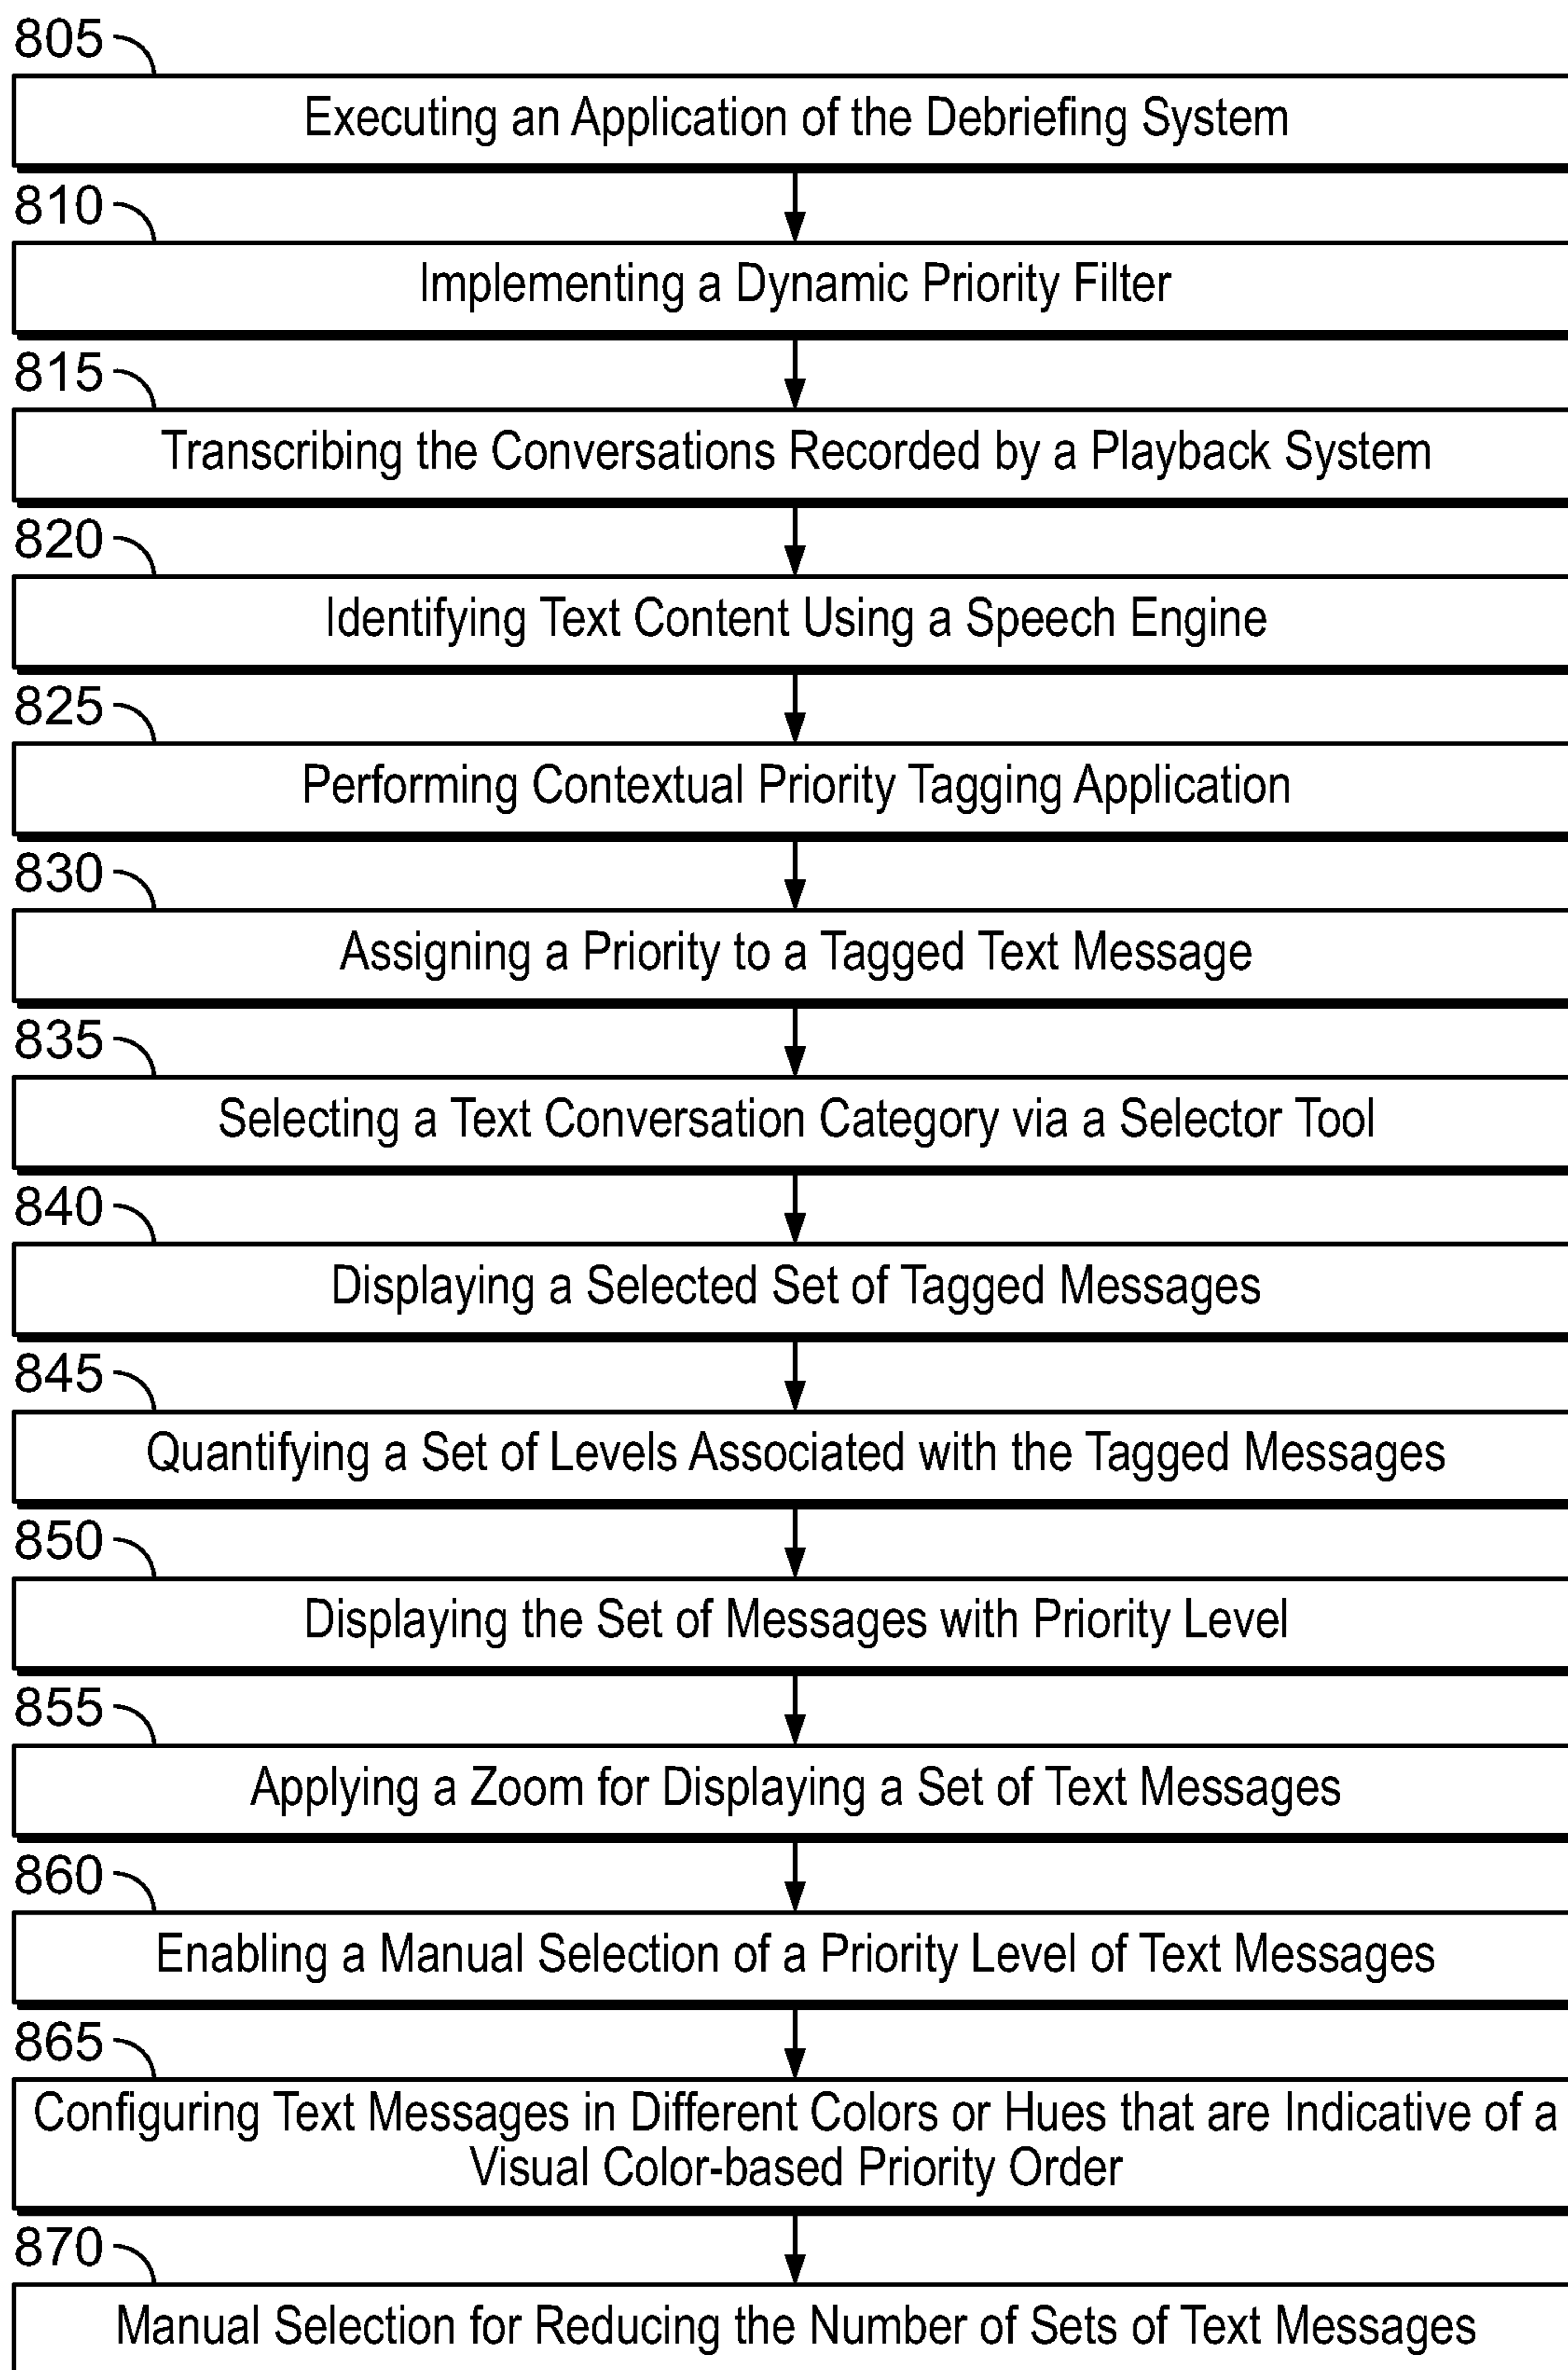 805
Executing an Application of the Debriefing System
810
Implementing a Dynamic Priority Filter
815
Transcribing the Conversations Recorded by a Playback System
820
Identifying Text Content Using a Speech Engine
825
Performing Contextual Priority Tagging Application
830
Assigning a Priority to a Tagged Text Message
835
Selecting a Text Conversation Category via a Selector Tool
840
Displaying a Selected Set of Tagged Messages
845
Quantifying a Set of Levels Associated with the Tagged Messages
850
Displaying the Set of Messages with Priority Level
855
Applying a Zoom for Displaying a Set of Text Messages
860
Enabling a Manual Selection of a Priority Level of Text Messages
865
Configuring Text Messages in Different Colors or Hues that are Indicative of a
Visual Color-based Priority Order
870
Manual Selection for Reducing the Number of Sets of Text Messages